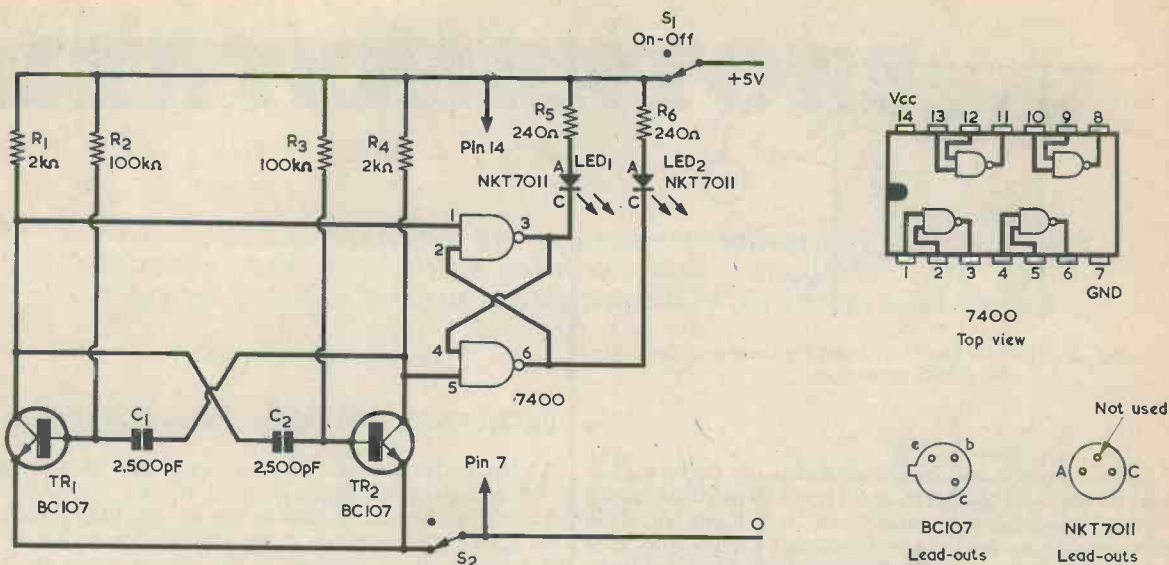 S1
On-Off
+5V
R1
2kΩ
R2
100kΩ
R3
100kΩ
R4
2kΩ
Pin 14
R5
240Ω
R6
240Ω
A
LED1
NKT7011
C
A
LED2
NKT7011
C
1
2
3
4
5
6
7400
C1
2,500pF
C2
2,500pF
TR1
BC107
TR2
BC107
Pin 7
S2
O
Vcc
14 13 12 11 10 9 8
1 2 3 4 5 6 7
GND
7400
Top view
Not used
e b
c
BC107
Lead-outs
A C
NKT7011
Lead-outs